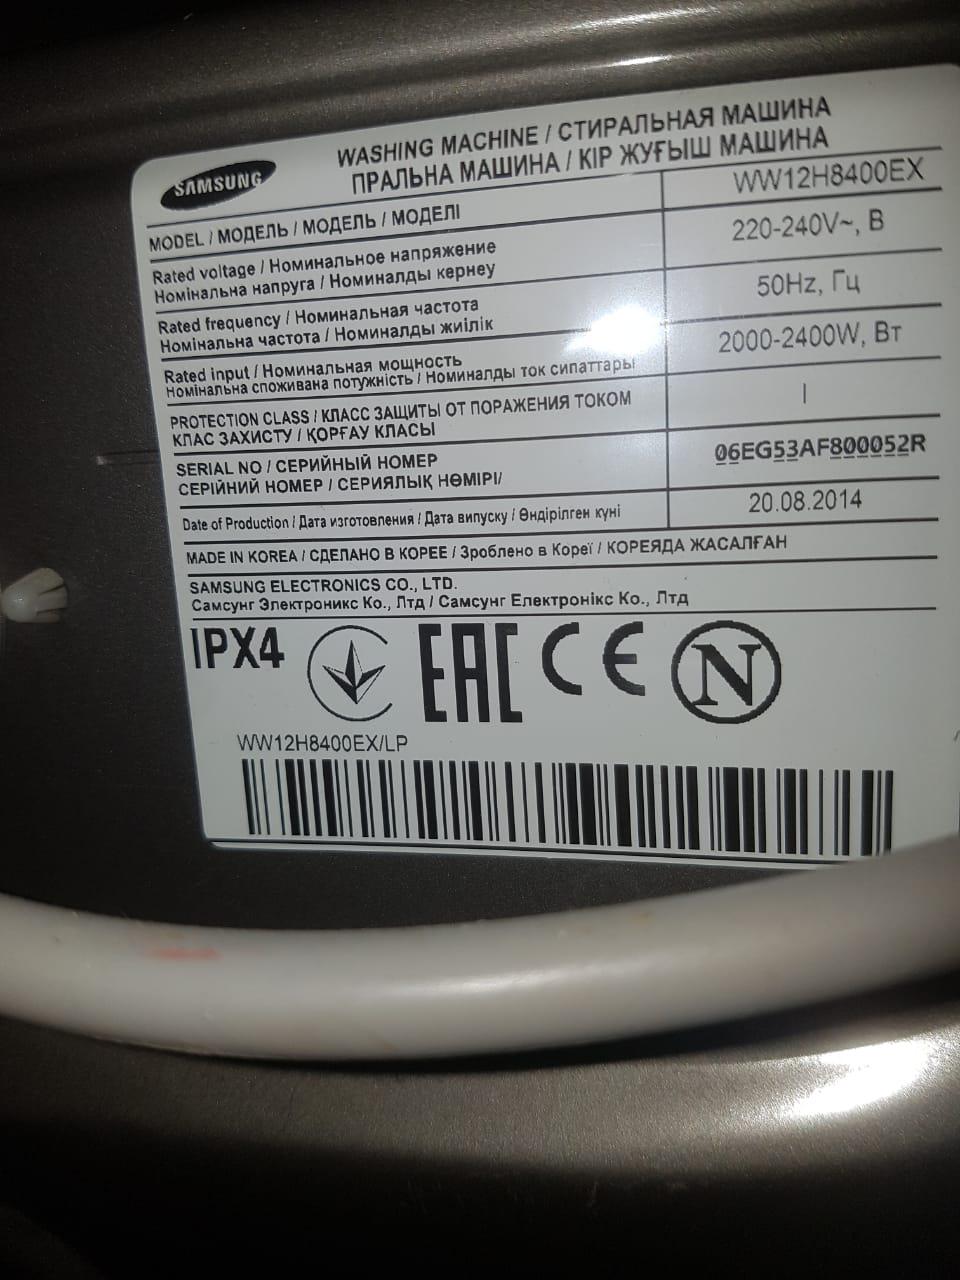 SAMSUNG
WASHING MACHINE / СТИРАЛЬНАЯ МАШИНА
ПРАЛЬНА МАШИНА / КІР ЖУҒЫШ МАШИНА
MODEL / МОДЕЛЬ / МОДЕЛЬ / МОДЕЛІ WW12H8400EX
Rated voltage / Номинальное напряжение 220-240V~, В
Номінальна напруга / Номиналды кернеу
Rated frequency / Номинальная частота 50Hz, Гц
Номінальна частота / Номиналды жиілік
Rated input / Номинальная мощность 2000-2400W, Вт
Номінальна споживана потужність / Номиналды ток сипаттары
PROTECTION CLASS / КЛАСС ЗАЩИТЫ ОТ ПОРАЖЕНИЯ ТОКОМ I
КЛАС ЗАХИСТУ / ҚОРҒАУ КЛАСЫ
SERIAL NO / СЕРИЙНЫЙ НОМЕР 06EG53AF800052R
СЕРІЙНИЙ НОМЕР / СЕРИЯЛЫҚ НӨМІРІ/
Date of Production / Дата изготовления / Дата випуску / Өндірілген күні 20.08.2014
MADE IN KOREA / СДЕЛАНО В КОРЕЕ / Зроблено в Кореї / КОРЕЯДА ЖАСАЛҒАН
SAMSUNG ELECTRONICS CO., LTD.
Самсунг Электроникс Ко., Лтд / Самсунг Електронікс Ко., Лтд
IPX4 EAC CE N
WW12H8400EX/LP